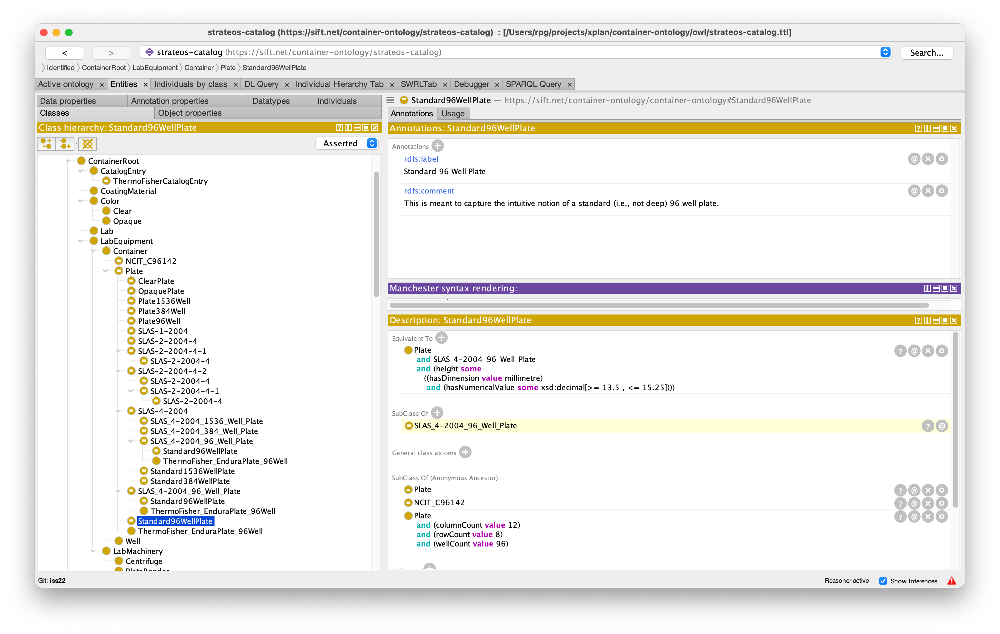 strateos-catalog (https://sift.net/container-ontology/strateos-catalog) : [/Users/rpg/projects/xplan/container-ontology/owl/strateos-catalog.ttl]
< > strateos-catalog (https://sift.net/container-ontology/strateos-catalog) Search...
〉Identified 〉ContainerRoot 〉LabEquipment 〉Container 〉Plate 〉Standard96WellPlate
Active ontology × Entities × Individuals by class × DL Query × Individual Hierarchy Tab × SWRLTab × Debugger × SPARQL Query ×
Data properties Annotation properties Datatypes Individuals
Classes Object properties
Class hierarchy: Standard96WellPlate
Asserted
ContainerRoot
CatalogEntry
ThermoFisherCatalogEntry
CoatingMaterial
Color
Clear
Opaque
Lab
LabEquipment
Container
NCIT_C96142
Plate
ClearPlate
OpaquePlate
Plate1536Well
Plate384Well
Plate96Well
SLAS-1-2004
SLAS-2-2004-4
SLAS-2-2004-4-1
SLAS-2-2004-4
SLAS-2-2004-4-2
SLAS-2-2004-4
SLAS-2-2004-4-1
SLAS-2-2004-4
SLAS-4-2004
SLAS_4-2004_1536_Well_Plate
SLAS_4-2004_384_Well_Plate
SLAS_4-2004_96_Well_Plate
Standard96WellPlate
ThermoFisher_EnduraPlate_96Well
Standard1536WellPlate
Standard384WellPlate
SLAS_4-2004_96_Well_Plate
Standard96WellPlate
ThermoFisher_EnduraPlate_96Well
Standard96WellPlate
ThermoFisher_EnduraPlate_96Well
Well
LabMachinery
Centrifuge
PlateReader
Standard96WellPlate — https://sift.net/container-ontology/container-ontology#Standard96WellPlate
Annotations Usage
Annotations: Standard96WellPlate
Annotations
rdfs:label
Standard 96 Well Plate
rdfs:comment
This is meant to capture the intuitive notion of a standard (i.e., not deep) 96 well plate.
Manchester syntax rendering:
Description: Standard96WellPlate
Equivalent To
Plate
and SLAS_4-2004_96_Well_Plate
and (height some
((hasDimension value millimetre)
and (hasNumericalValue some xsd:decimal[>= 13.5 , <= 15.25])))
SubClass Of
SLAS_4-2004_96_Well_Plate
General class axioms
SubClass Of (Anonymous Ancestor)
Plate
NCIT_C96142
Plate
and (columnCount value 12)
and (rowCount value 8)
and (wellCount value 96)
Git: iss22
Reasoner active Show Inferences